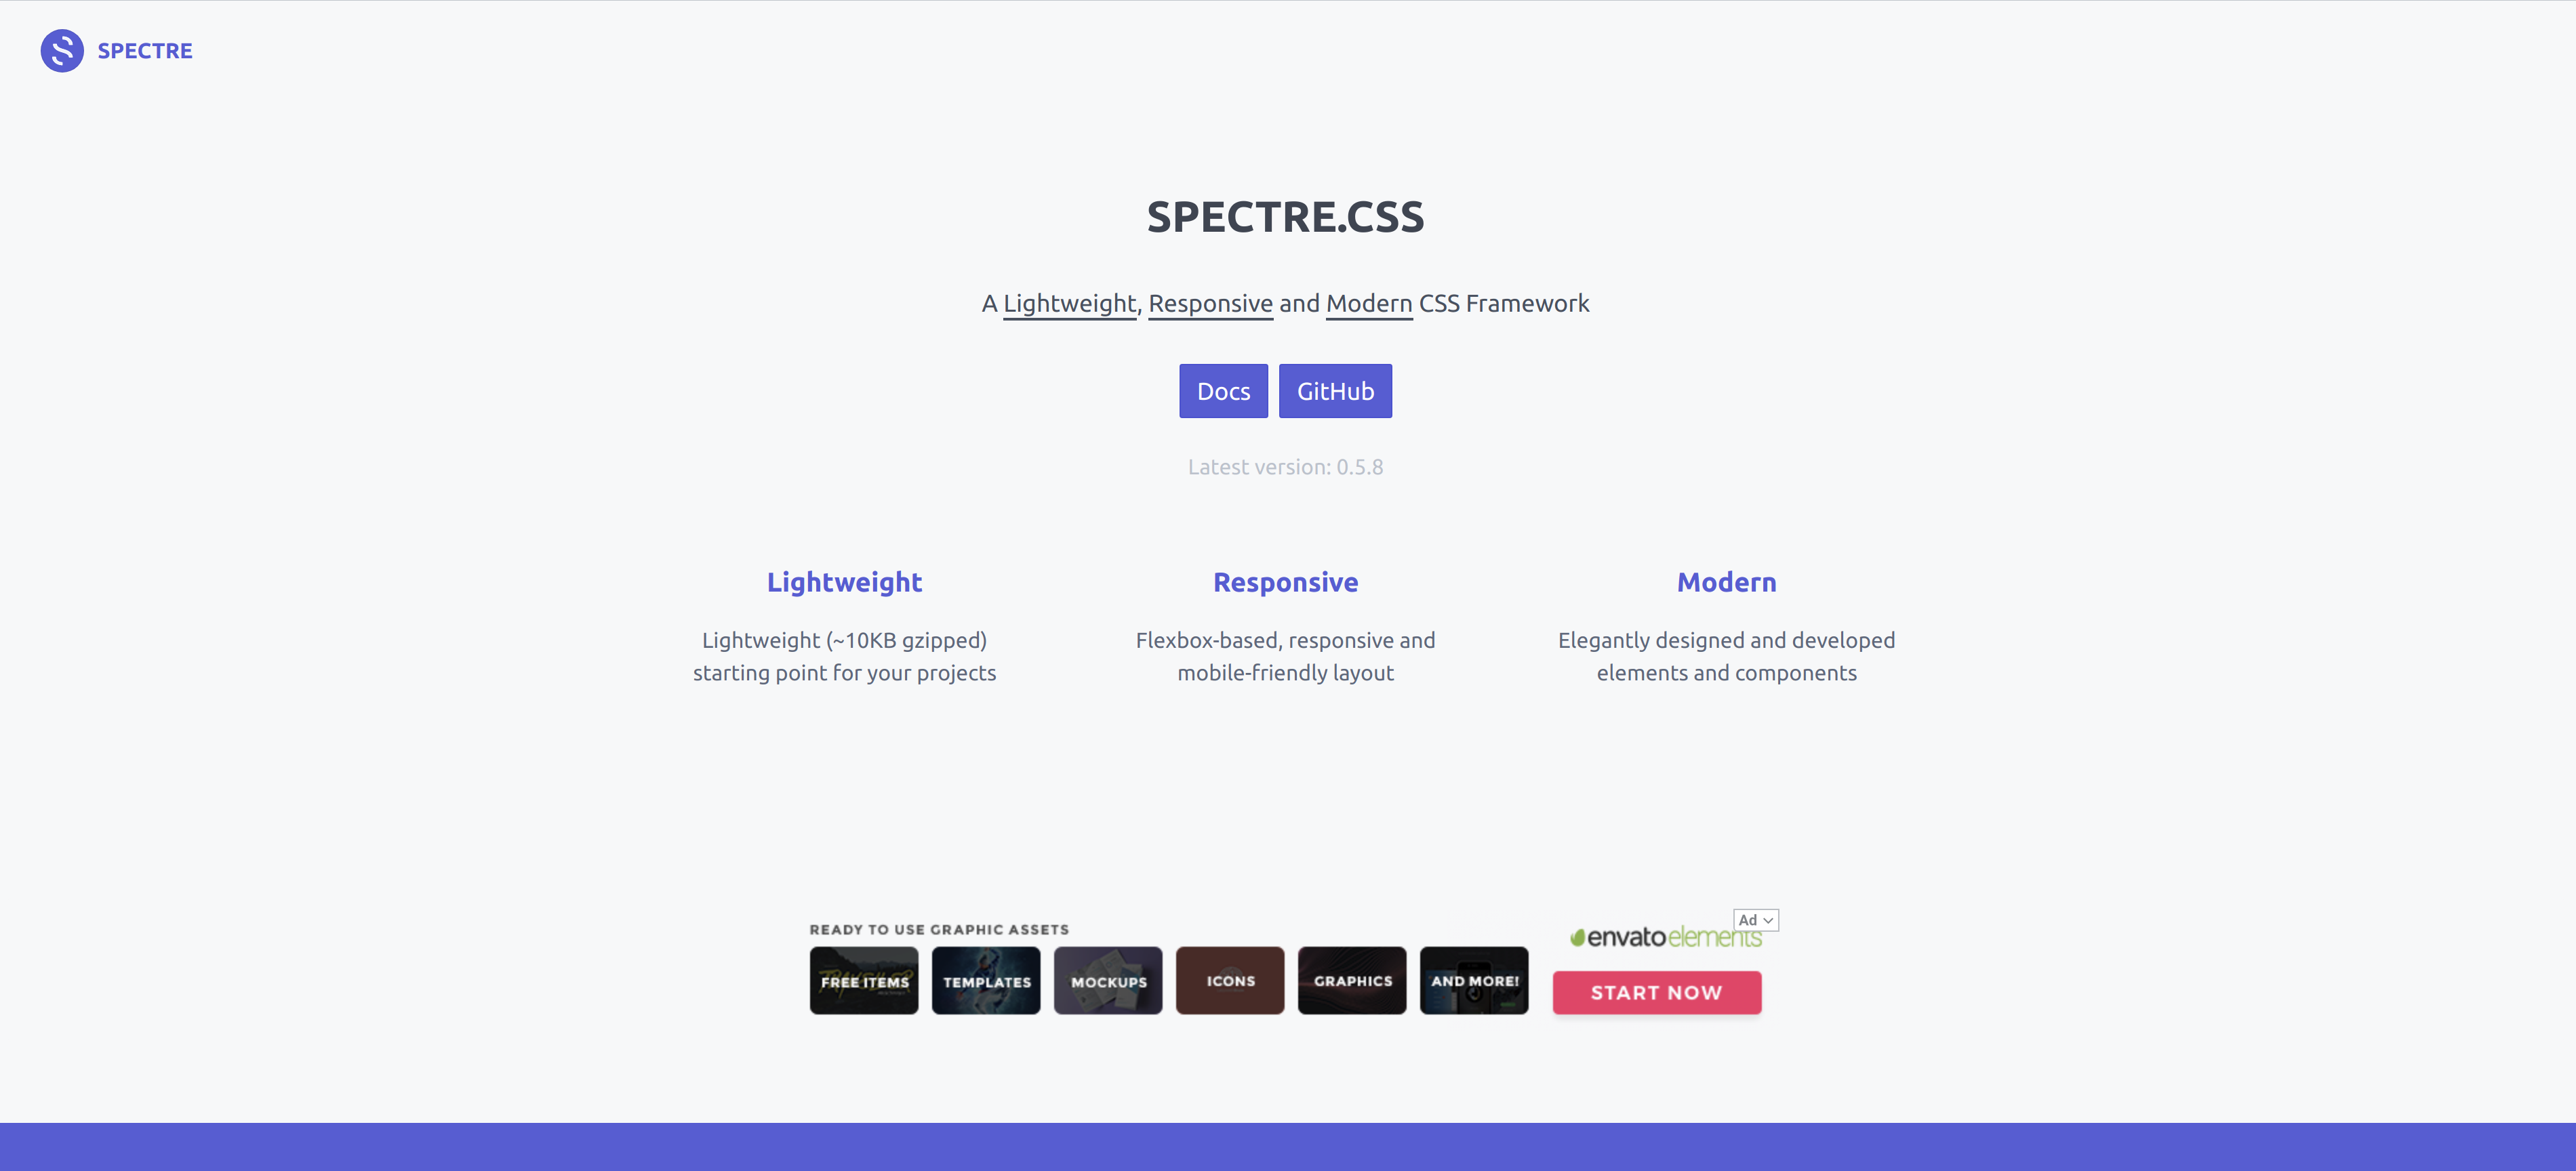 SPECTRE
SPECTRE.CSS
A Lightweight, Responsive and Modern CSS Framework
Docs
GitHub
Latest version: 0.5.8
Lightweight
Lightweight (~10KB gzipped)
starting point for your projects
Responsive
Flexbox-based, responsive and
mobile-friendly layout
Modern
Elegantly designed and developed
elements and components
READY TO USE GRAPHIC ASSETS
FREE ITEMS
TEMPLATES
MOCKUPS
ICONS
GRAPHICS
AND MORE!
Ad
envatoelements
START NOW